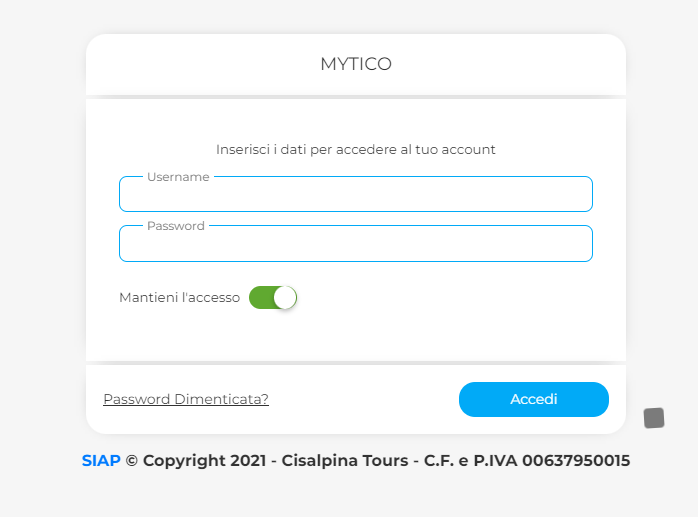 MYTICO
Inserisci i dati per accedere al tuo account
Username
Password
Mantieni l'accesso
Password Dimenticata?
Accedi
SIAP © Copyright 2021 - Cisalpina Tours - C.F. e P.IVA 00637950015